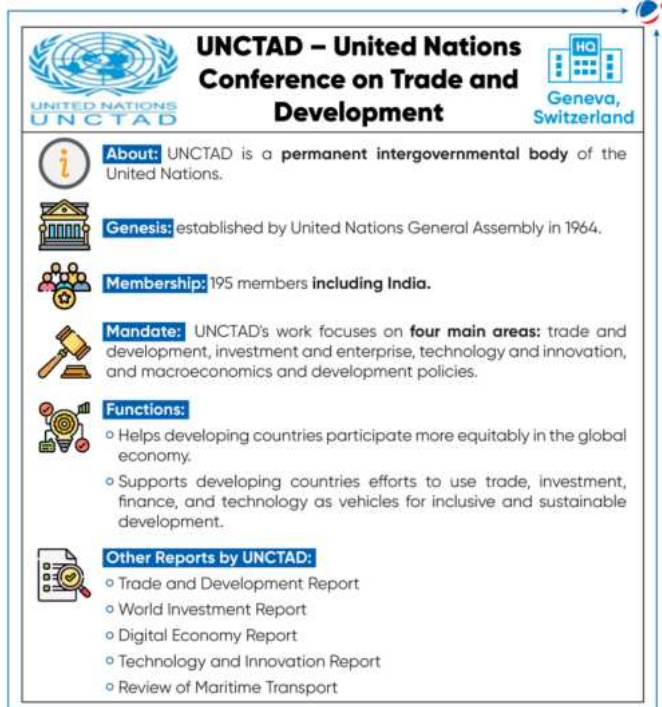 UNITED NATIONS
UNCTAD
UNCTAD – United Nations
Conference on Trade and
Development
HQ
Geneva,
Switzerland
About: UNCTAD is a permanent intergovernmental body of the
United Nations.
Genesis: established by United Nations General Assembly in 1964.
Membership: 195 members including India.
Mandate: UNCTAD's work focuses on four main areas: trade and
development, investment and enterprise, technology and innovation,
and macroeconomics and development policies.
Functions:
Helps developing countries participate more equitably in the global
economy.
Supports developing countries efforts to use trade, investment,
finance, and technology as vehicles for inclusive and sustainable
development.
Other Reports by UNCTAD:
Trade and Development Report
World Investment Report
Digital Economy Report
Technology and Innovation Report
Review of Maritime Transport